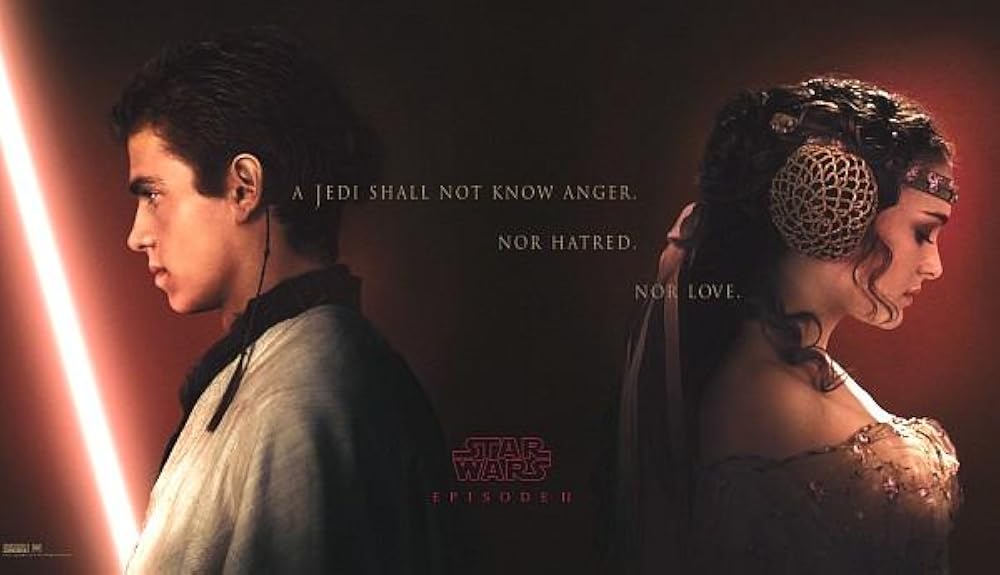 A JEDI SHALL NOT KNOW ANGER.
NOR HATRED.
NOR LOVE.
STAR
WARS
EPISODE II